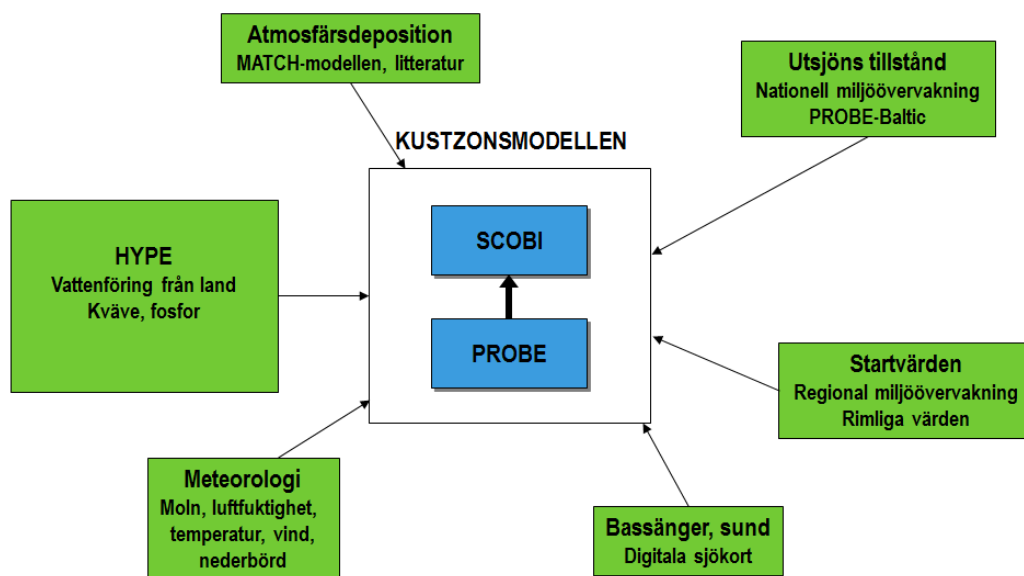 Atmosfärsdeposition
MATCH-modellen, litteratur
Utsjöns tillstånd
Nationell miljöövervakning
PROBE-Baltic
KUSTZONSMODELLEN
SCOBI
PROBE
HYPE
Vattenföring från land
Kväve, fosfor
Startvärden
Regional miljöövervakning
Rimliga värden
Meteorologi
Moln, luftfuktighet,
temperatur, vind,
nederbörd
Bassänger, sund
Digitala sjökort